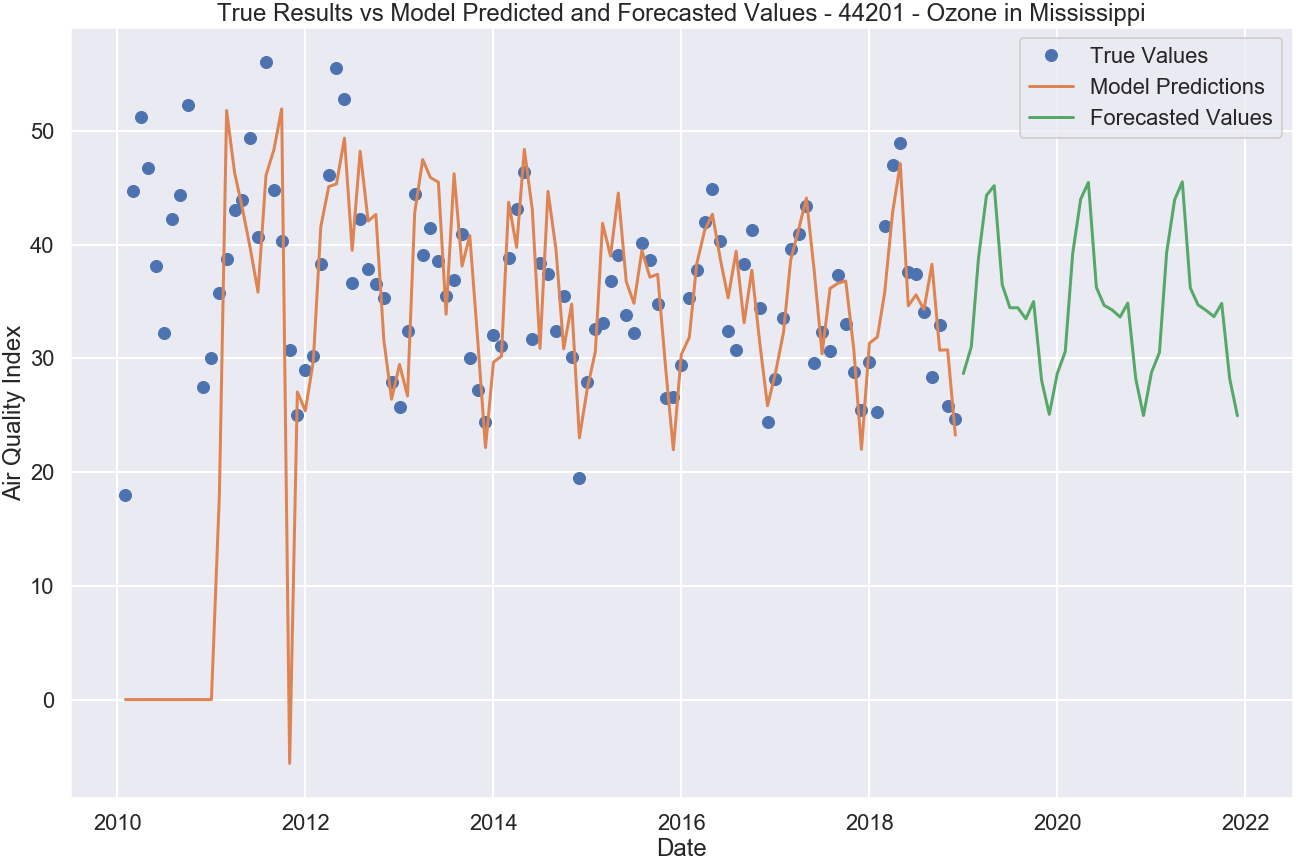 True Results vs Model Predicted and Forecasted Values - 44201 - Ozone in Mississippi
True Values
Model Predictions
Forecasted Values
Air Quality Index
50
40
30
20
10
0
2010 2012 2014 2016 2018 2020 2022
Date